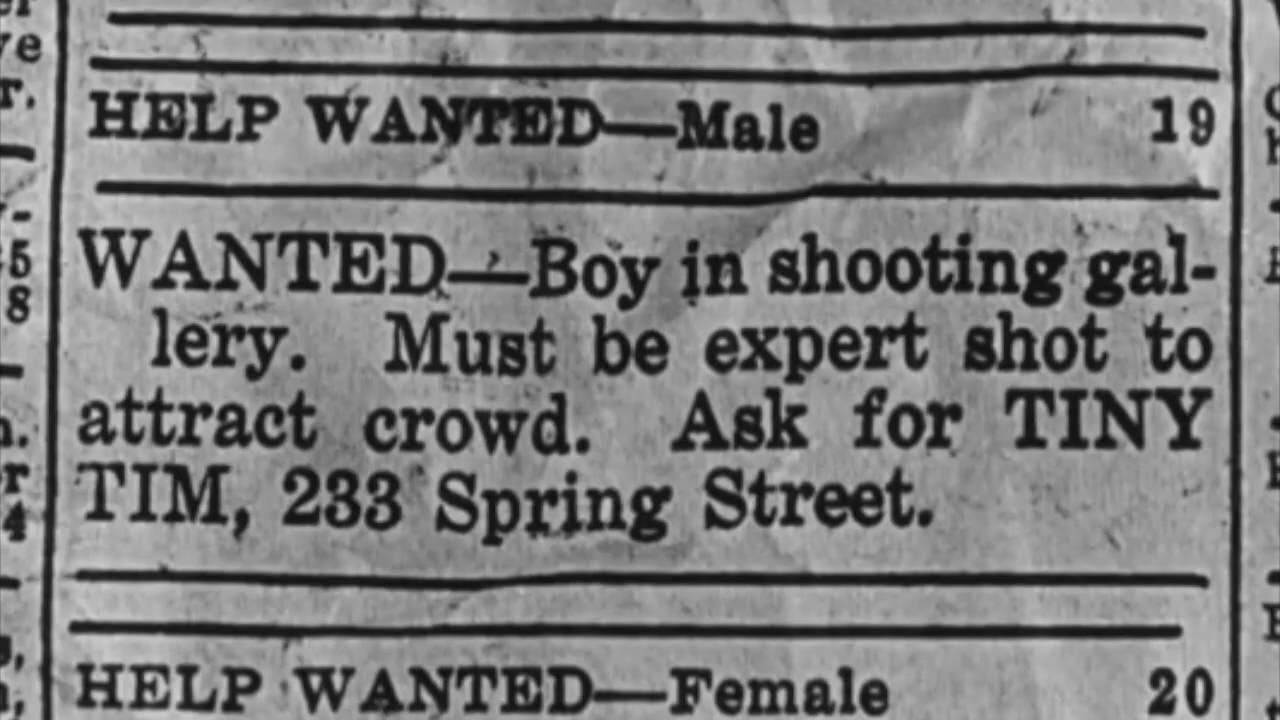 HELP WANTED—Male 19
WANTED—Boy in shooting gal-
lery. Must be expert shot to
attract crowd. Ask for TINY
TIM, 233 Spring Street.
HELP WANTED—Female 20